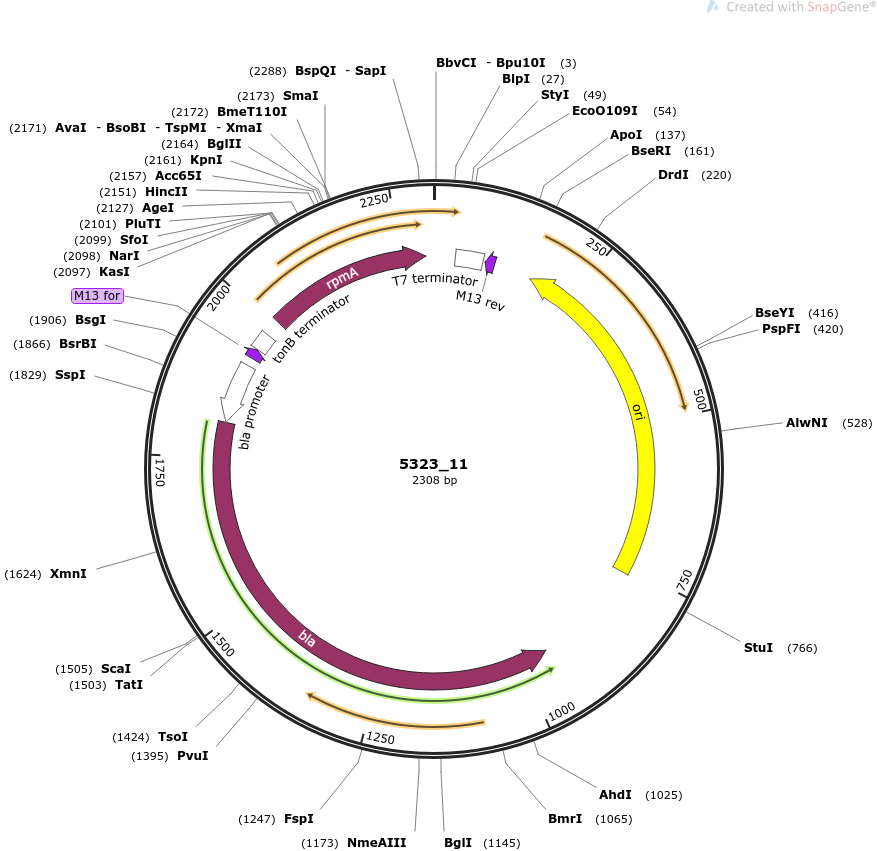 Created with SnapGene®
(2288) BspQI - SapI
(2173) SmaI
(2172) BmeT110I
(2171) AvaI - BsoBI - TspMI - XmaI
(2164) BglII
(2161) KpnI
(2157) Acc65I
(2151) HincII
(2127) AgeI
(2101) PluTI
(2099) SfoI
(2098) NarI
(2097) KasI
M13 for
(1906) BsgI
(1866) BsrBI
(1829) SspI
(1624) XmnI
(1505) ScaI
(1503) TatI
(1424) TsoI
(1395) PvuI
(1247) FspI
(1173) NmeAIII
BbvCI - Bpu10I (3)
BlpI (27)
StyI (49)
EcoO109I (54)
ApoI (137)
BseRI (161)
DrdI (220)
BseYI (416)
PspFI (420)
AlwNI (528)
StuI (766)
AhdI (1025)
BmrI (1065)
BglI (1145)
250
500
750
1000
1250
1500
1750
2000
2250
rpmA
T7 terminator
M13 rev
tonB terminator
bla promoter
ori
bla
5323_11
2308 bp